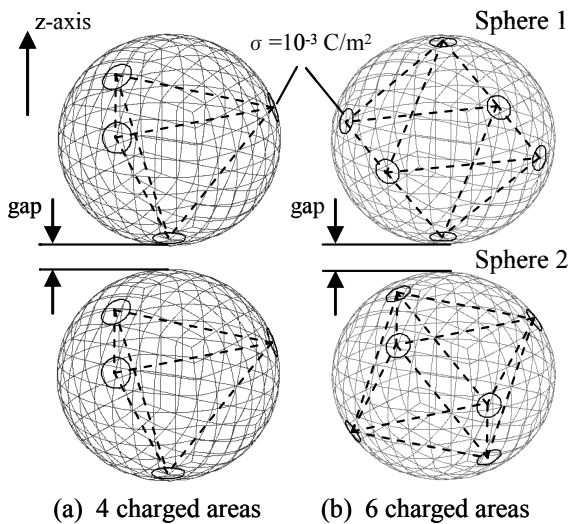 z-axis
Sphere 1
σ =10⁻³ C/m²
gap
gap
Sphere 2
(a) 4 charged areas
(b) 6 charged areas